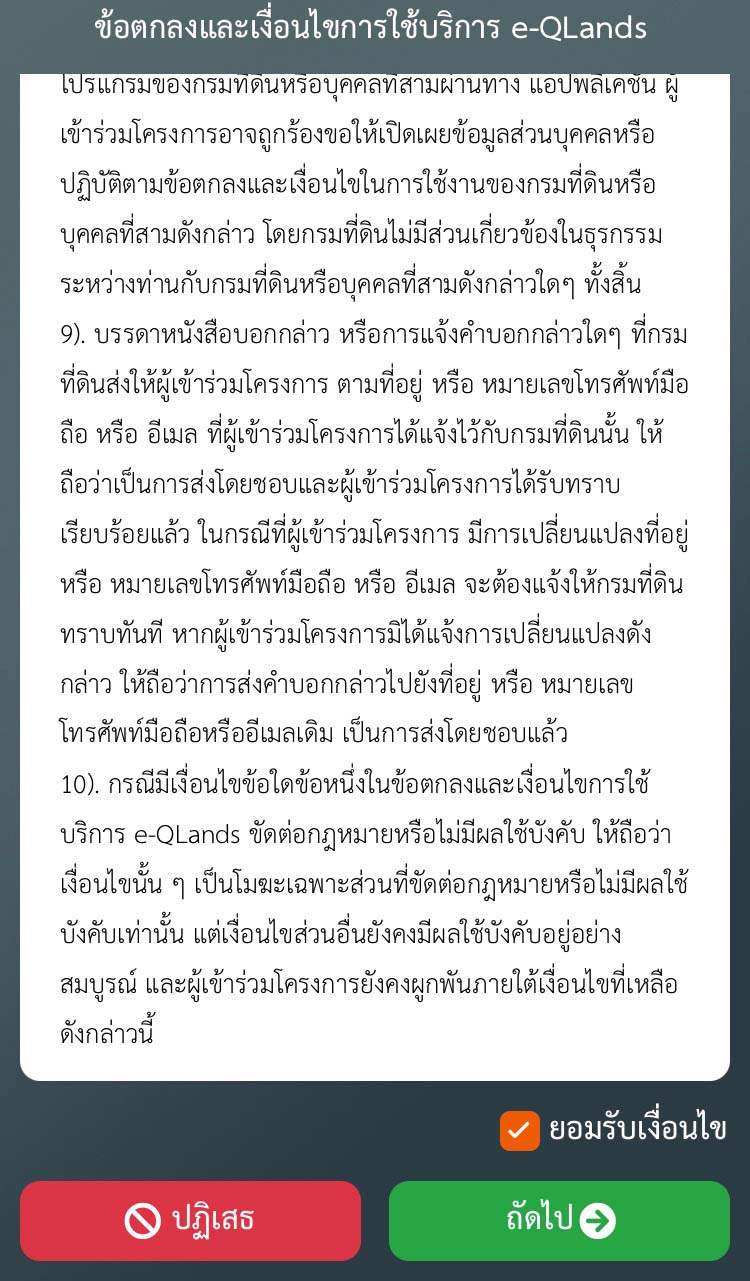 ข้อตกลงและเงื่อนไขการใช้บริการ e-QLands
โปรแกรมของกรมที่ดินหรือบุคคลที่สามผ่านทาง แอปพลิเคชัน ผู้
เข้าร่วมโครงการอาจถูกร้องขอให้เปิดเผยข้อมูลส่วนบุคคลหรือ
ปฏิบัติตามข้อตกลงและเงื่อนไขในการใช้งานของกรมที่ดินหรือ
บุคคลที่สามดังกล่าว โดยกรมที่ดินไม่มีส่วนเกี่ยวข้องในธุรกรรม
ระหว่างท่านกับกรมที่ดินหรือบุคคลที่สามดังกล่าวใดๆ ทั้งสิ้น
9). บรรดาหนังสือบอกกล่าว หรือการแจ้งคำบอกกล่าวใดๆ ที่กรม
ที่ดินส่งให้ผู้เข้าร่วมโครงการ ตามที่อยู่ หรือ หมายเลขโทรศัพท์มือ
ถือ หรือ อีเมล ที่ผู้เข้าร่วมโครงการได้แจ้งไว้กับกรมที่ดินนั้น ให้
ถือว่าเป็นการส่งโดยชอบและผู้เข้าร่วมโครงการได้รับทราบ
เรียบร้อยแล้ว ในกรณีที่ผู้เข้าร่วมโครงการ มีการเปลี่ยนแปลงที่อยู่
หรือ หมายเลขโทรศัพท์มือถือ หรือ อีเมล จะต้องแจ้งให้กรมที่ดิน
ทราบทันที หากผู้เข้าร่วมโครงการมิได้แจ้งการเปลี่ยนแปลงดัง
กล่าว ให้ถือว่าการส่งคำบอกกล่าวไปยังที่อยู่ หรือ หมายเลข
โทรศัพท์มือถือหรืออีเมลเดิม เป็นการส่งโดยชอบแล้ว
10). กรณีมีเงื่อนไขข้อใดข้อหนึ่งในข้อตกลงและเงื่อนไขการใช้
บริการ e-QLands ขัดต่อกฎหมายหรือไม่มีผลใช้บังคับ ให้ถือว่า
เงื่อนไขนั้น ๆ เป็นโมฆะเฉพาะส่วนที่ขัดต่อกฎหมายหรือไม่มีผลใช้
บังคับเท่านั้น แต่เงื่อนไขส่วนอื่นยังคงมีผลใช้บังคับอยู่อย่าง
สมบูรณ์ และผู้เข้าร่วมโครงการยังคงผูกพันภายใต้เงื่อนไขที่เหลือ
ดังกล่าวนี้
ยอมรับเงื่อนไข
ปฏิเสธ
ถัดไป